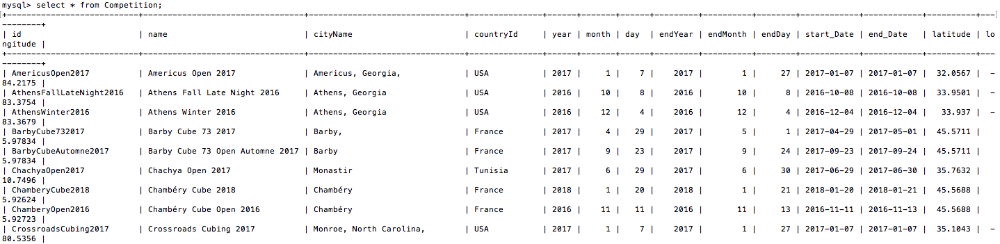 mysql> select * from Competition;
+--------------------------+-------------------------------+------------------------------+--------------+------+-------+------+---------+----------+--------+------------+------------+----------+---
--------+
| id                       | name                          | cityName                     | countryId    | year | month | day  | endYear | endMonth | endDay | start_Date | end_Date   | latitude | lo
ngitude |
+--------------------------+-------------------------------+------------------------------+--------------+------+-------+------+---------+----------+--------+------------+------------+----------+---
--------+
| AmericusOpen2017         | Americus Open 2017            | Americus, Georgia,           | USA          | 2017 |     1 |    7 |    2017 |        1 |     27 | 2017-01-07 | 2017-01-07 |  32.0567 |  -
84.2175 |
| AthensFallLateNight2016  | Athens Fall Late Night 2016   | Athens, Georgia              | USA          | 2016 |    10 |    8 |    2016 |       10 |      8 | 2016-10-08 | 2016-10-08 |  33.9501 |  -
83.3754 |
| AthensWinter2016         | Athens Winter 2016            | Athens, Georgia              | USA          | 2016 |    12 |    4 |    2016 |       12 |      4 | 2016-12-04 | 2016-12-04 |   33.937 |  -
83.3679 |
| BarbyCube732017          | Barby Cube 73 2017            | Barby,                       | France       | 2017 |     4 |   29 |    2017 |        5 |      1 | 2017-04-29 | 2017-05-01 |  45.5711 |
5.97834 |
| BarbyCubeAutomne2017     | Barby Cube 73 Open Automne 2017 | Barby                      | France       | 2017 |     9 |   23 |    2017 |        9 |     24 | 2017-09-23 | 2017-09-24 |  45.5711 |
5.97834 |
| ChachyaOpen2017          | Chachya Open 2017             | Monastir                     | Tunisia      | 2017 |     6 |   29 |    2017 |        6 |     30 | 2017-06-29 | 2017-06-30 |  35.7632 |
10.7496 |
| ChamberyCube2018         | Chambéry Cube 2018            | Chambéry                     | France       | 2018 |     1 |   20 |    2018 |        1 |     21 | 2018-01-20 | 2018-01-21 |  45.5688 |
5.92624 |
| ChamberyOpen2016         | Chambéry Cube Open 2016       | Chambéry                     | France       | 2016 |    11 |   11 |    2016 |       11 |     13 | 2016-11-11 | 2016-11-13 |  45.5688 |
5.92723 |
| CrossroadsCubing2017     | Crossroads Cubing 2017        | Monroe, North Carolina,      | USA          | 2017 |     1 |    7 |    2017 |        1 |     27 | 2017-01-07 | 2017-01-07 |  35.1043 |  -
80.5356 |